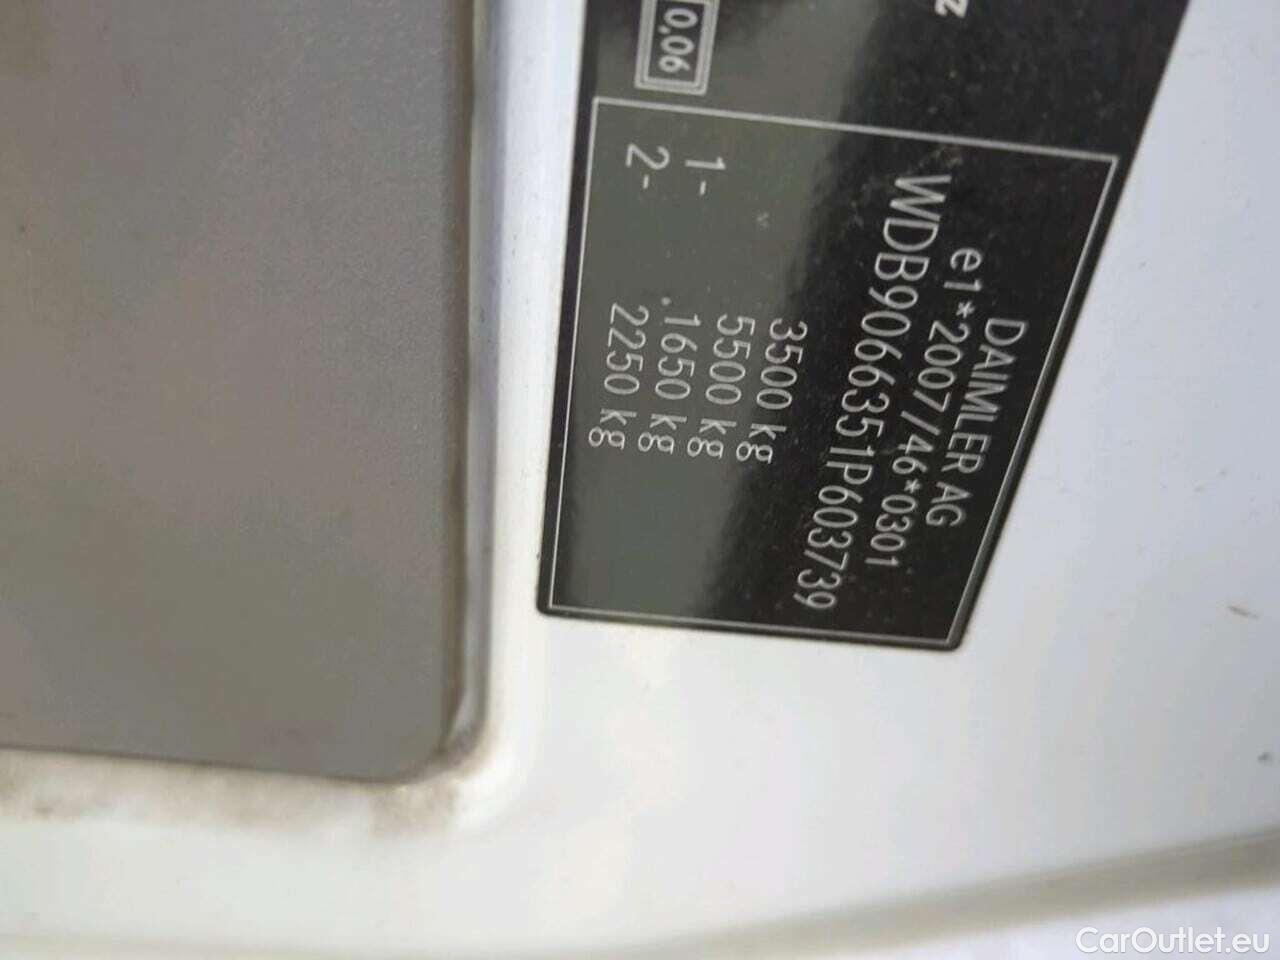 z
0,06
DAIMLER AG
e1*2007//46*0301
WDB9066351P603739
3500 kg
5500 kg
1- .1650 kg
2- 2250 kg
CarOutlet.eu